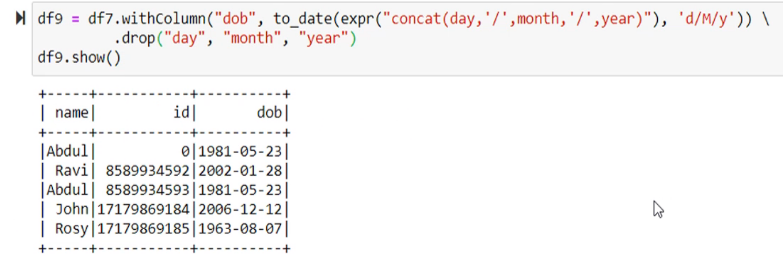 df9 = df7.withColumn("dob", to_date(expr("concat(day,'/',month,'/',year)"), 'd/M/y')) \
.drop("day", "month", "year")
df9.show()
+-----+-----------+----------+
| name|         id|       dob|
+-----+-----------+----------+
|Abdul|          0|1981-05-23|
| Ravi| 8589934592|2002-01-28|
|Abdul| 8589934593|1981-05-23|
| John|17179869184|2006-12-12|
| Rosy|17179869185|1963-08-07|
+-----+-----------+----------+